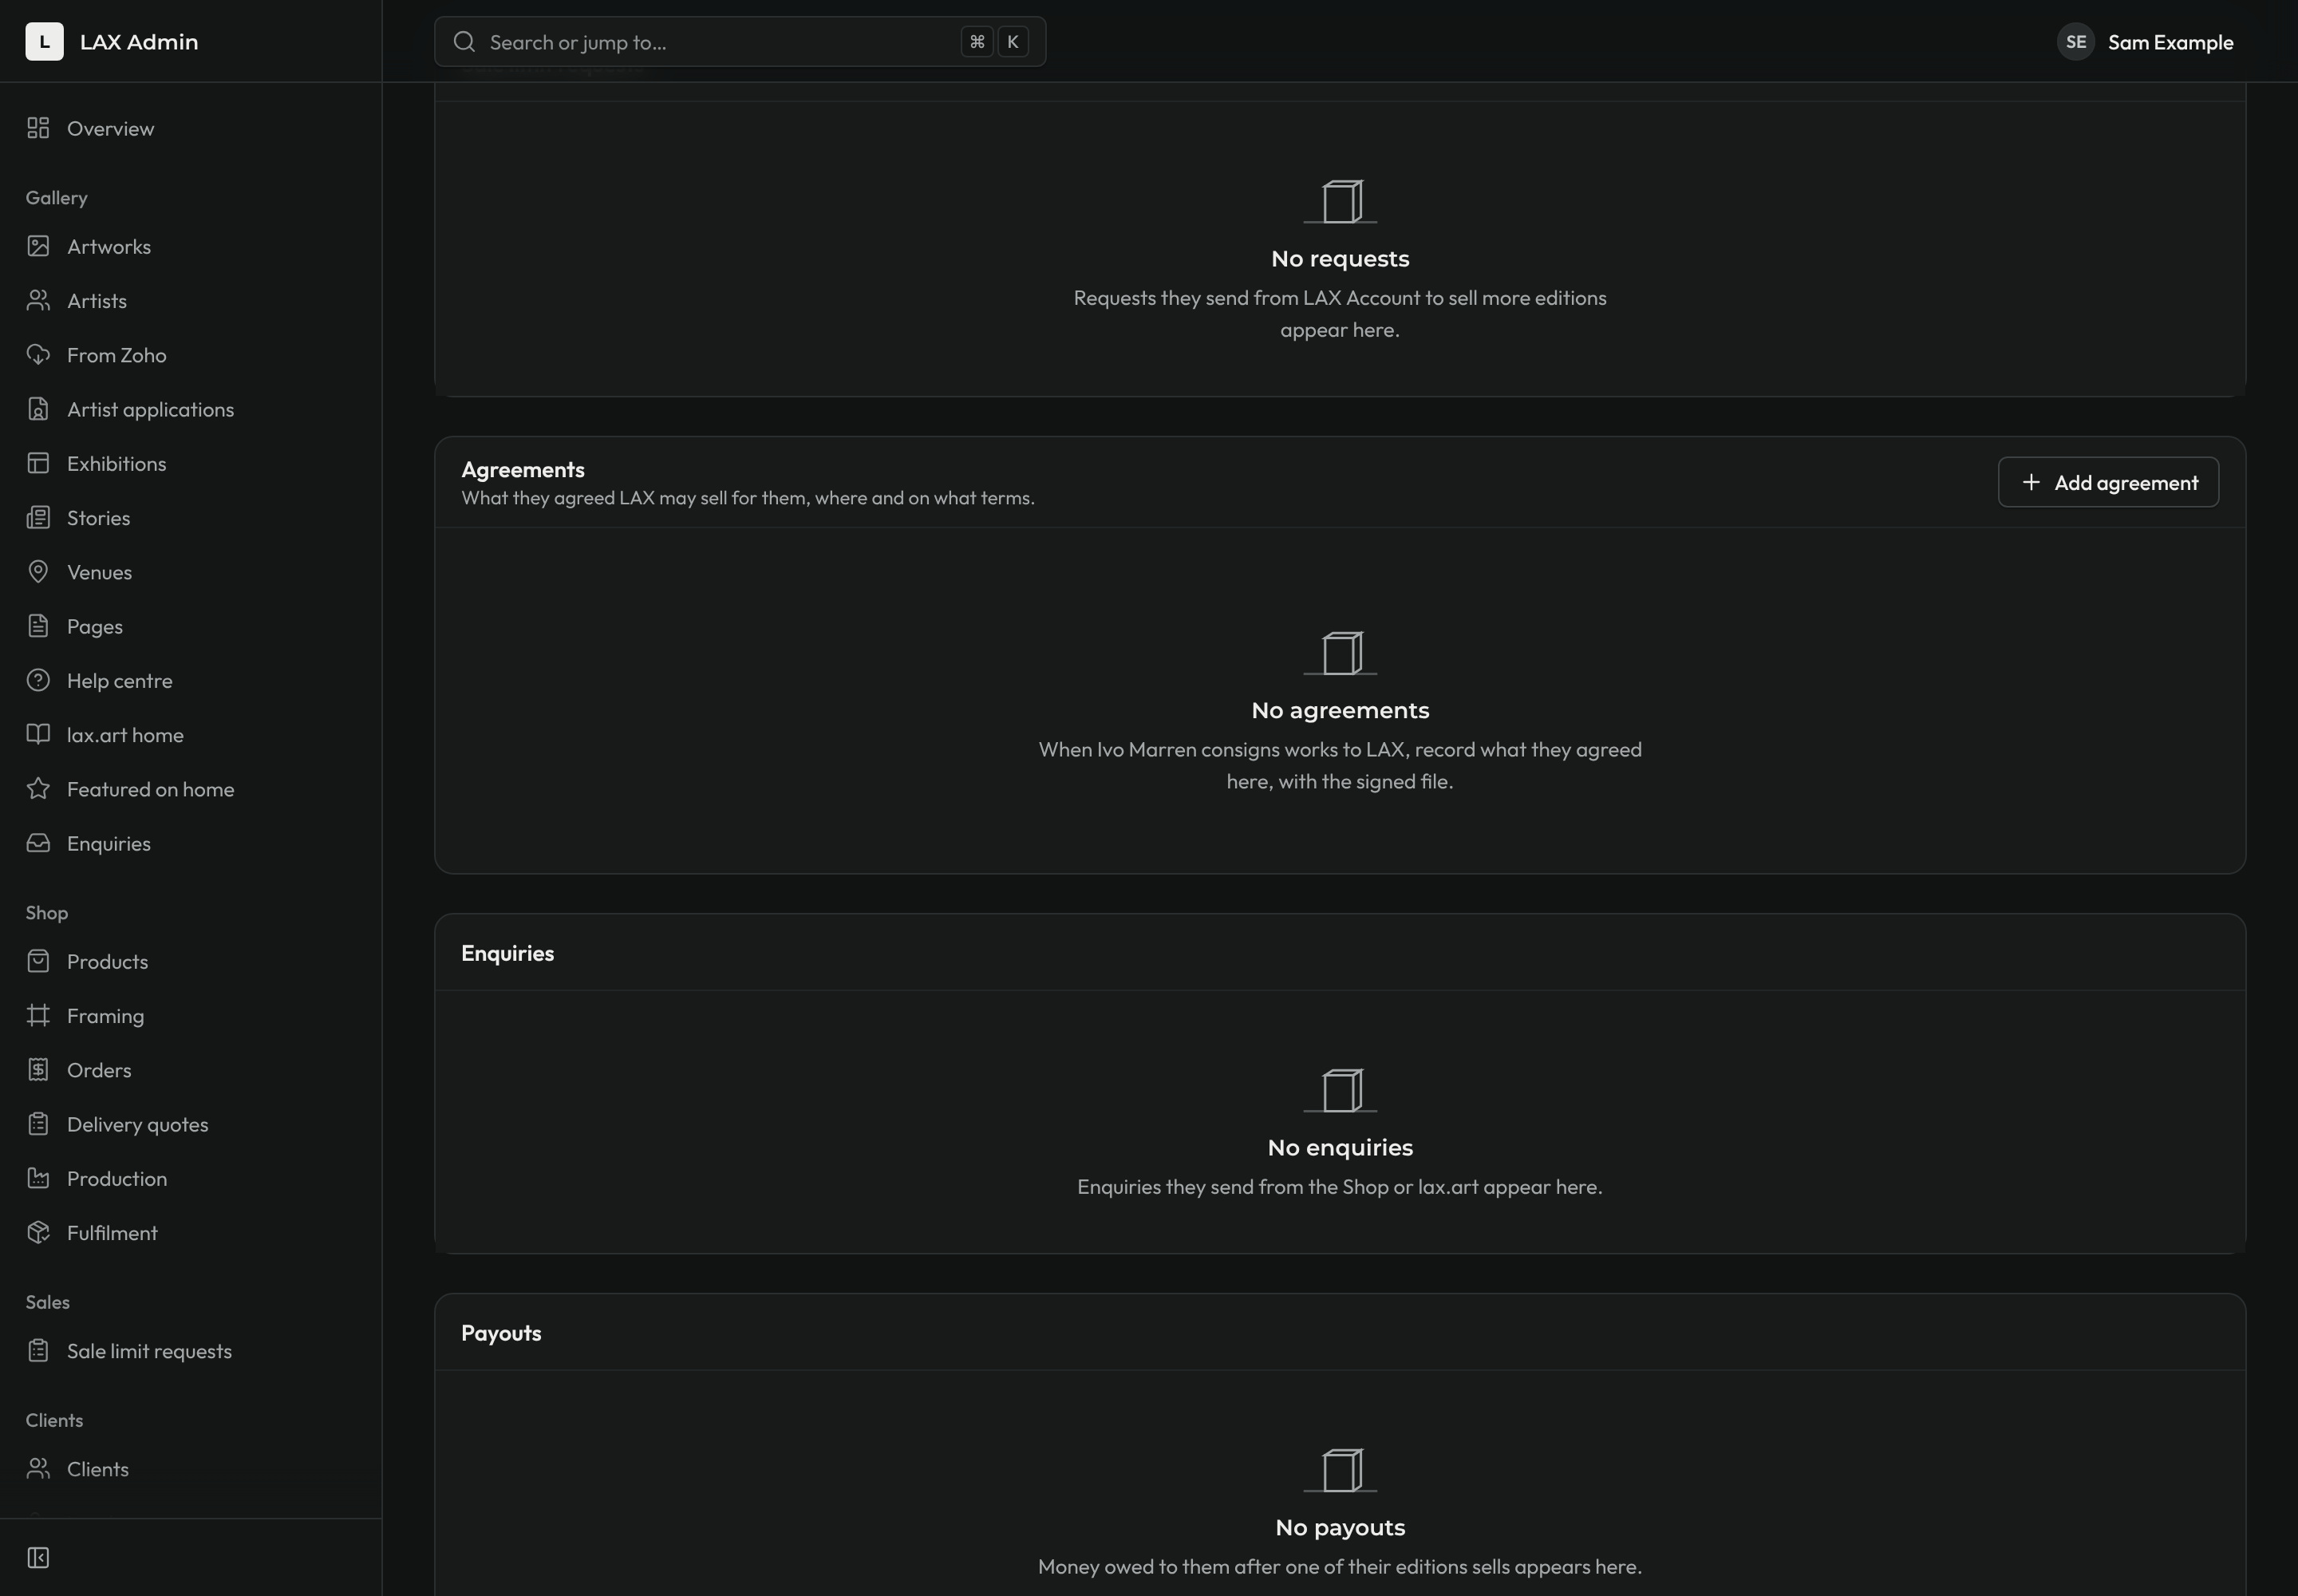 L LAX Admin
Search or jump to... ⌘ K
SE Sam Example
Overview
Gallery
Artworks
Artists
From Zoho
Artist applications
Exhibitions
Stories
Venues
Pages
Help centre
lax.art home
Featured on home
Enquiries
Shop
Products
Framing
Orders
Delivery quotes
Production
Fulfilment
Sales
Sale limit requests
Clients
Clients
No requests
Requests they send from LAX Account to sell more editions
appear here.
Agreements
What they agreed LAX may sell for them, where and on what terms.
Add agreement
No agreements
When Ivo Marren consigns works to LAX, record what they agreed
here, with the signed file.
Enquiries
No enquiries
Enquiries they send from the Shop or lax.art appear here.
Payouts
No payouts
Money owed to them after one of their editions sells appears here.